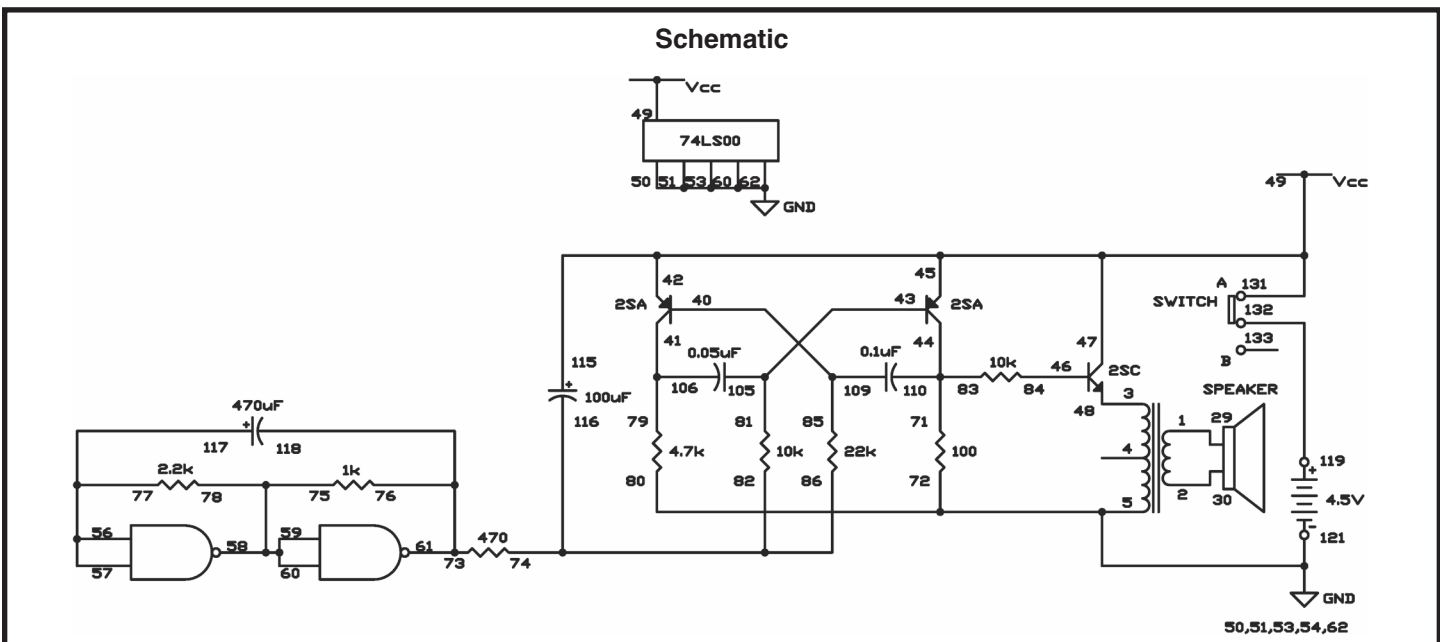 Schematic
Vcc
49
74LS00
50 51 53 60 62
GND
49 Vcc
42 45
A 131
2SA 40 43 2SA
SWITCH
132
41 44 47
133
0.05uF 0.1uF 10k 46 2SC
B
115
106 105 109 110 83 84
SPEAKER
100uF
3
470uF
116
48 1 29
79 81 85 71
117 118
4.7k 10k 22k 100
4
2.2k 1k
119
77 78 75 76
80 82 86 72
+
4.5V
5 2 30
-
56 59
470
121
58 61
57 60
73 74
GND
50,51,53,54,62